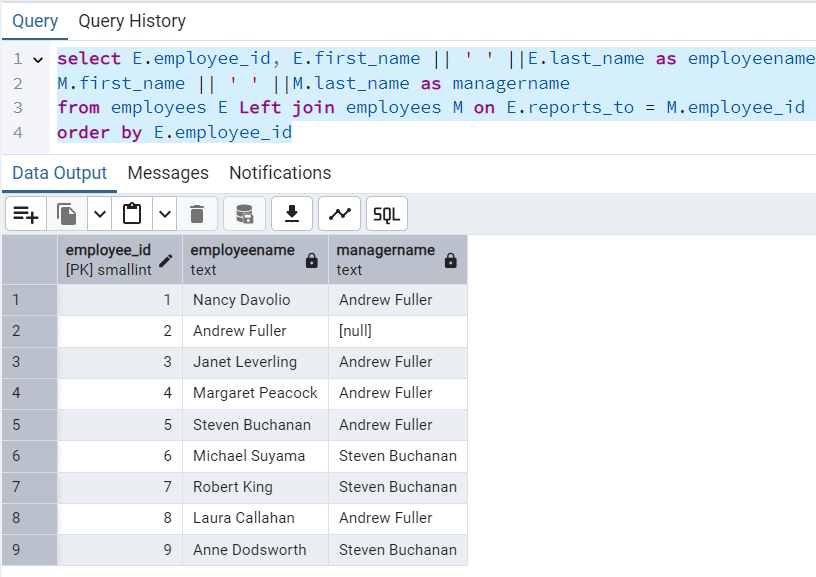 Query Query History
1 select E.employee_id, E.first_name || ' ' ||E.last_name as employeename
2 M.first_name || ' ' ||M.last_name as managername
3 from employees E Left join employees M on E.reports_to = M.employee_id
4 order by E.employee_id
Data Output Messages Notifications
SQL
employee_id employeename managername
[PK] smallint text text
1 1 Nancy Davolio Andrew Fuller
2 2 Andrew Fuller [null]
3 3 Janet Leverling Andrew Fuller
4 4 Margaret Peacock Andrew Fuller
5 5 Steven Buchanan Andrew Fuller
6 6 Michael Suyama Steven Buchanan
7 7 Robert King Steven Buchanan
8 8 Laura Callahan Andrew Fuller
9 9 Anne Dodsworth Steven Buchanan